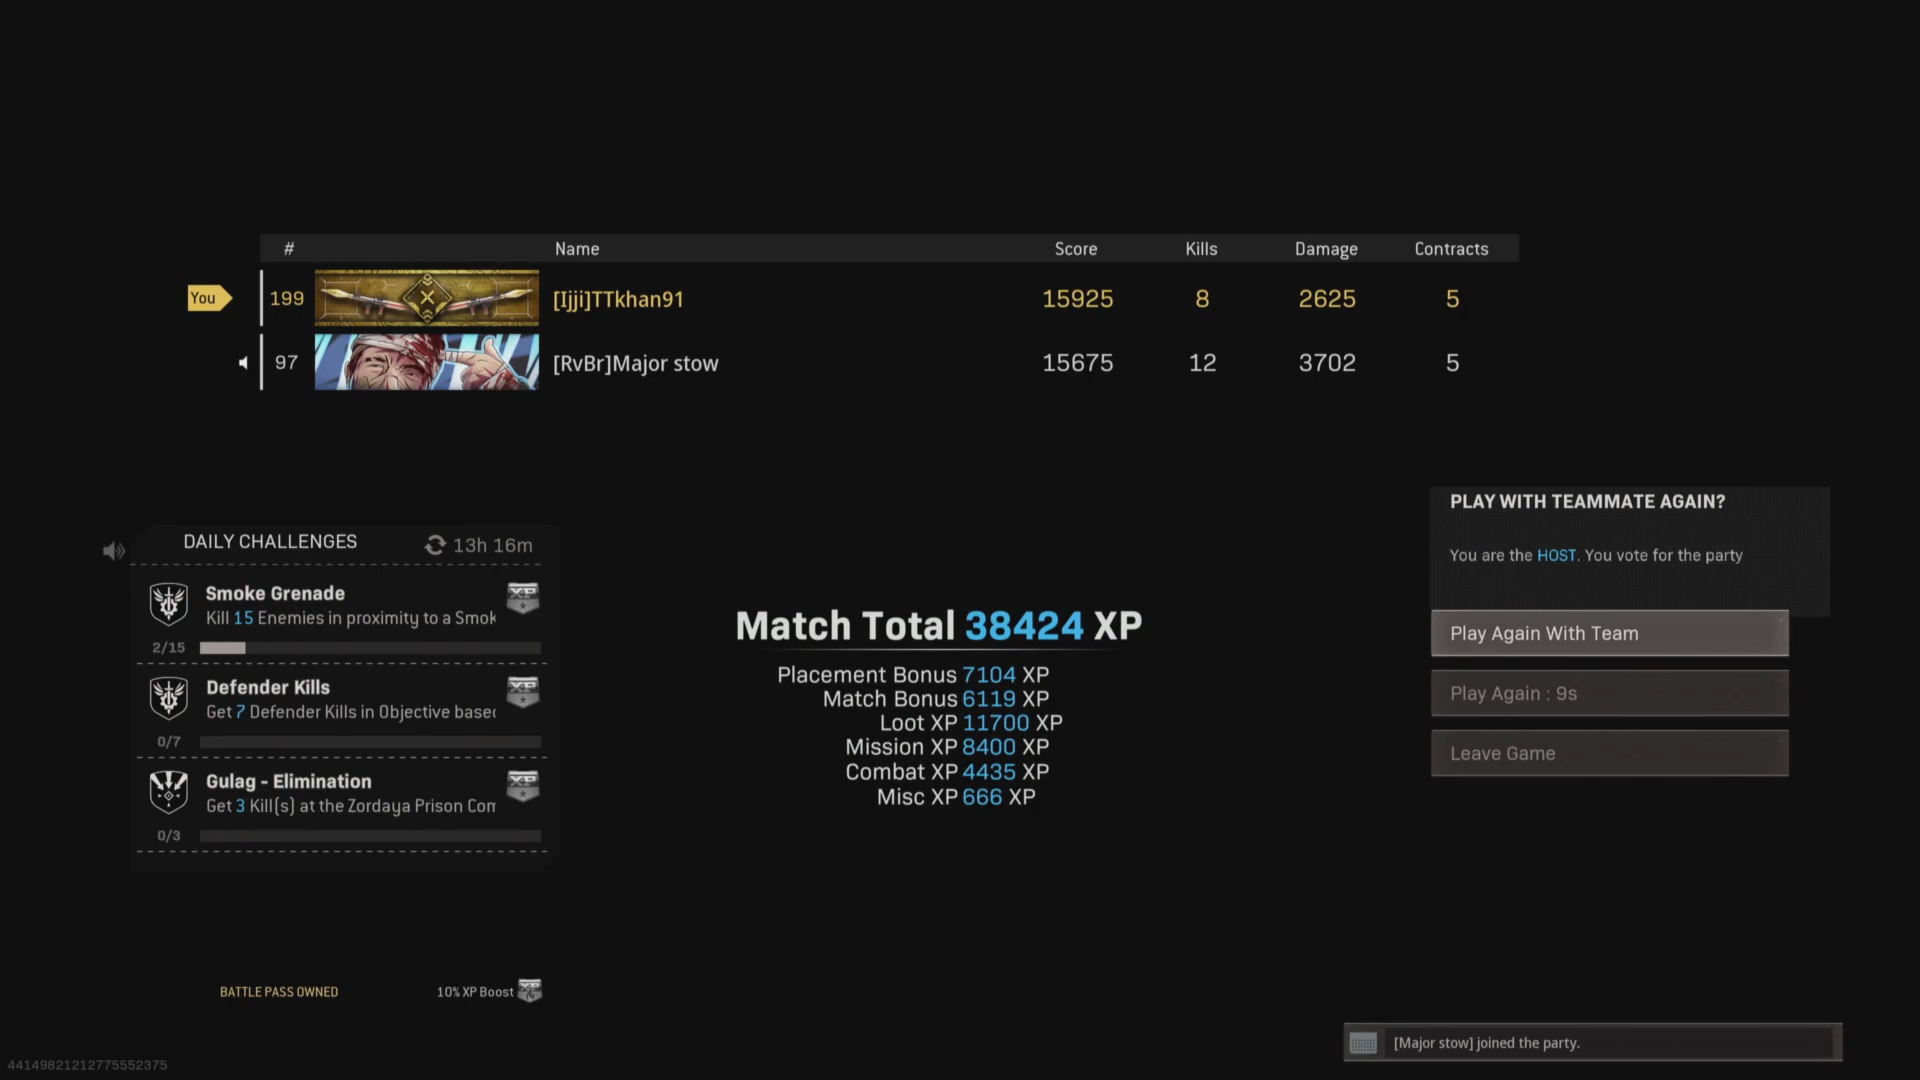 # Name Score Kills Damage Contracts
You 199 [Ijji]TTkhan91 15925 8 2625 5
97 [RvBr]Major stow 15675 12 3702 5
PLAY WITH TEAMMATE AGAIN?
You are the HOST. You vote for the party
Play Again With Team
Play Again : 9s
Leave Game
DAILY CHALLENGES 13h 16m
Smoke Grenade XP
Kill 15 Enemies in proximity to a Smok
2/15
Defender Kills XP
Get 7 Defender Kills in Objective based
0/7
Gulag - Elimination XP
Get 3 Kill(s) at the Zordaya Prison Com
0/3
Match Total 38424 XP
Placement Bonus 7104 XP
Match Bonus 6119 XP
Loot XP 11700 XP
Mission XP 8400 XP
Combat XP 4435 XP
Misc XP 666 XP
BATTLE PASS OWNED 10% XP Boost XP
[Major stow] joined the party.
44149821212775552375